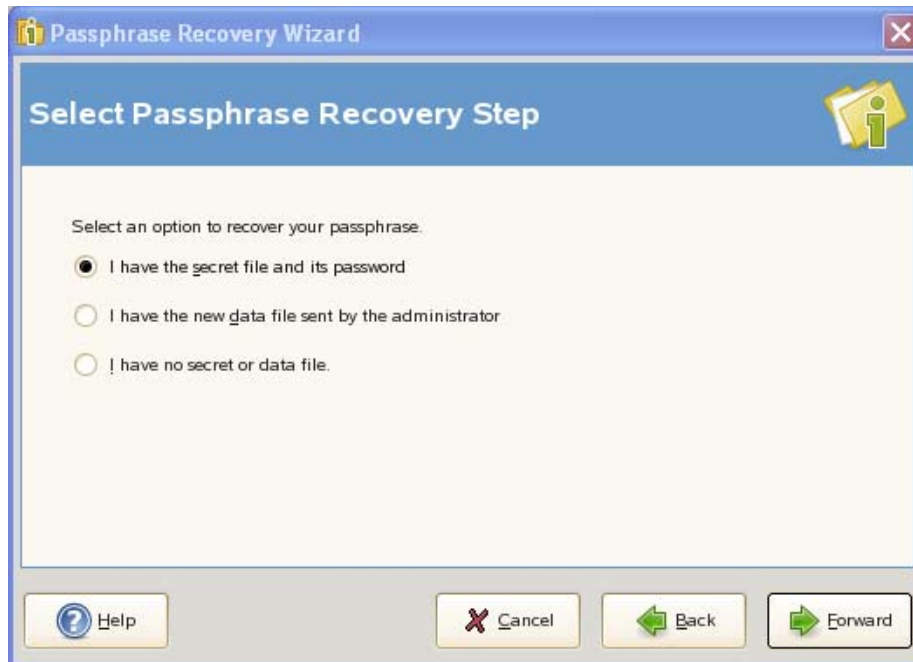 Passphrase Recovery Wizard
Select Passphrase Recovery Step
Select an option to recover your passphrase.
I have the secret file and its password
I have the new data file sent by the administrator
I have no secret or data file.
Help
Cancel
Back
Forward